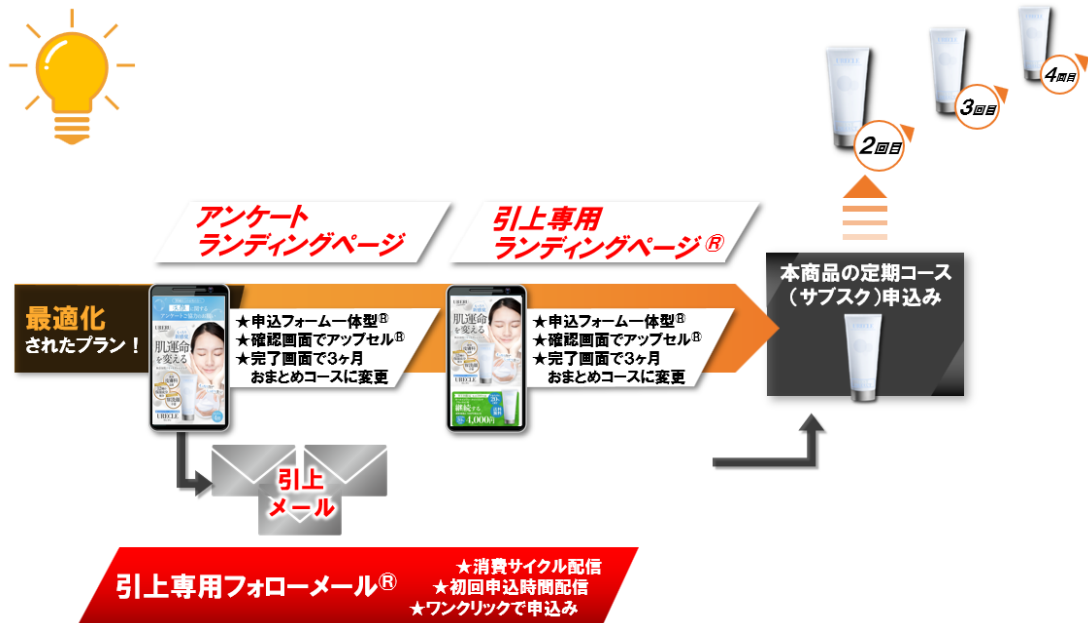 2回目
3回目
4回目
アンケート
ランディングページ
引上専用
ランディングページ®
最適化
されたプラン！
肌運命
を変える
URECLE
★申込フォーム一体型®
★確認画面でアップセル®
★完了画面で3ヶ月
おまとめコースに変更
肌運命
を変える
継続する
4,000円
★申込フォーム一体型®
★確認画面でアップセル®
★完了画面で3ヶ月
おまとめコースに変更
本商品の定期コース
（サブスク）申込み
引上
メール
引上専用フォローメール®
★消費サイクル配信
★初回申込時間配信
★ワンクリックで申込み